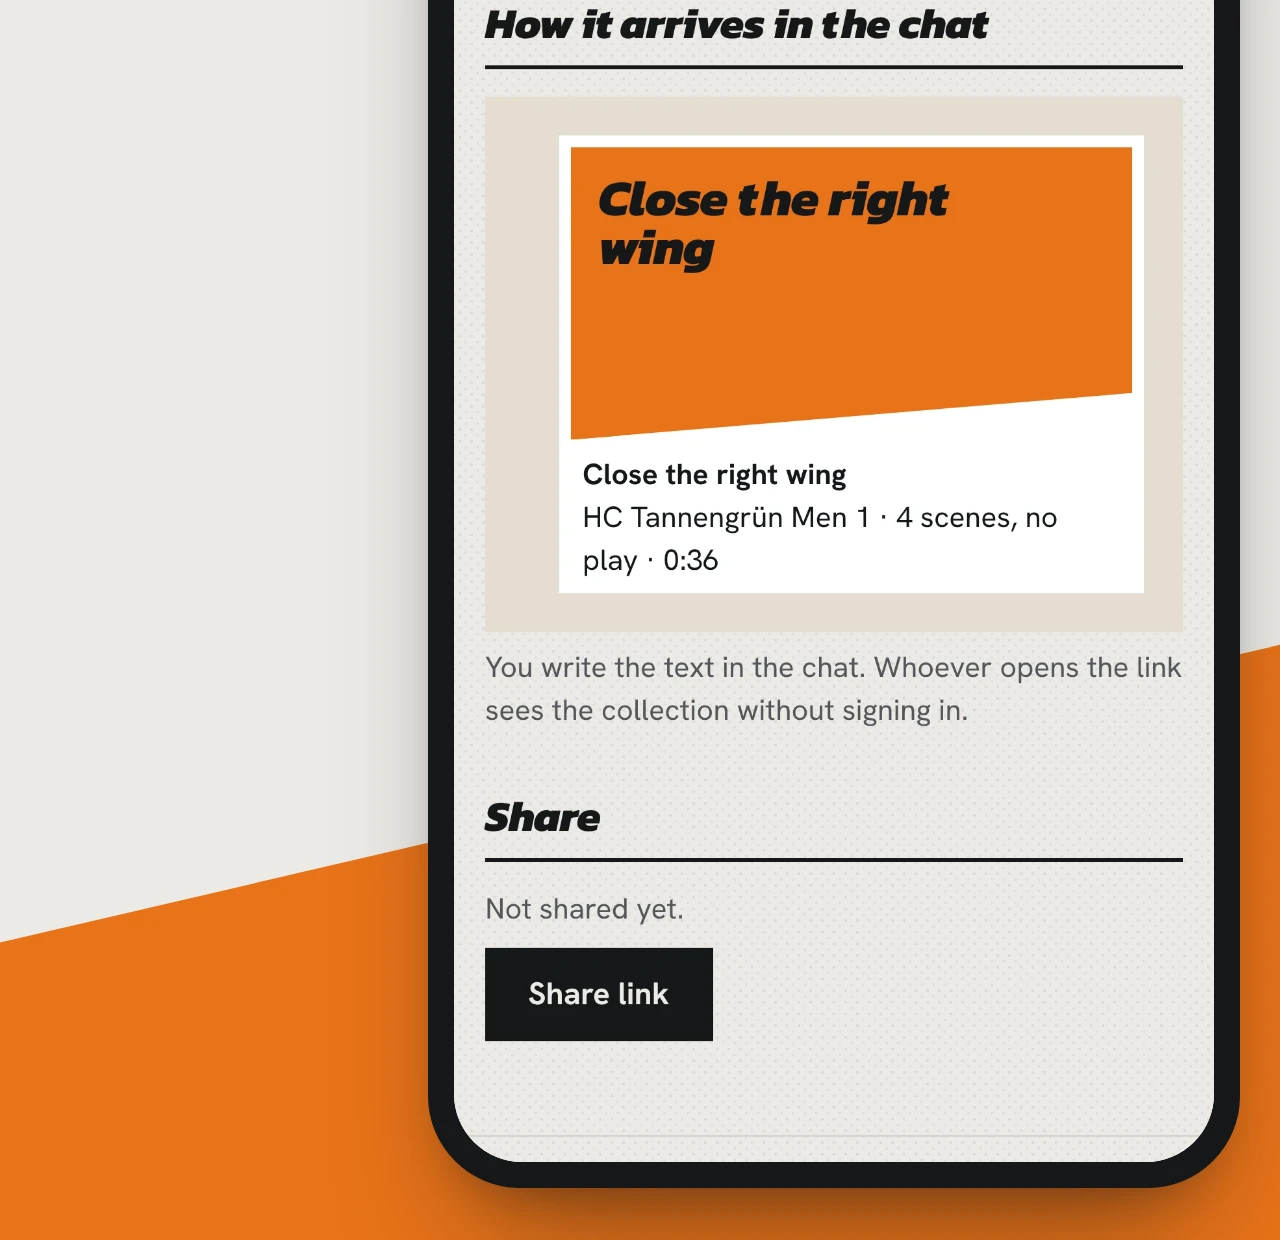 How it arrives in the chat
Close the right
wing
Close the right wing
HC Tannengrün Men 1 · 4 scenes, no
play · 0:36
You write the text in the chat. Whoever opens the link
sees the collection without signing in.
Share
Not shared yet.
Share link